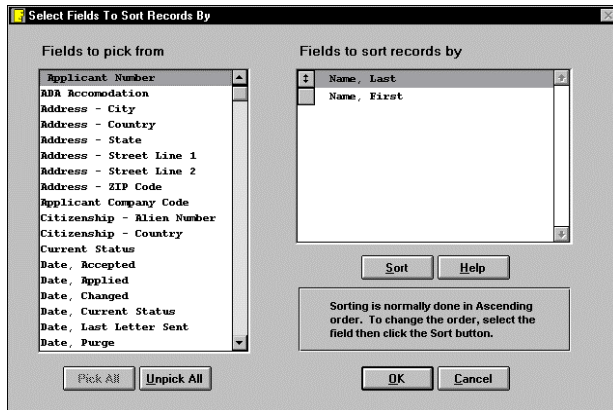 Select Fields To Sort Records By
Fields to pick from
Applicant Number
ADA Accomodation
Address - City
Address - Country
Address - State
Address - Street Line 1
Address - Street Line 2
Address - ZIP Code
Applicant Company Code
Citizenship - Alien Number
Citizenship - Country
Current Status
Date, Accepted
Date, Applied
Date, Changed
Date, Current Status
Date, Last Letter Sent
Date, Purge
Pick All
Unpick All
Fields to sort records by
Name, Last
Name, First
Sort
Help
Sorting is normally done in Ascending
order. To change the order, select the
field then click the Sort button.
OK
Cancel